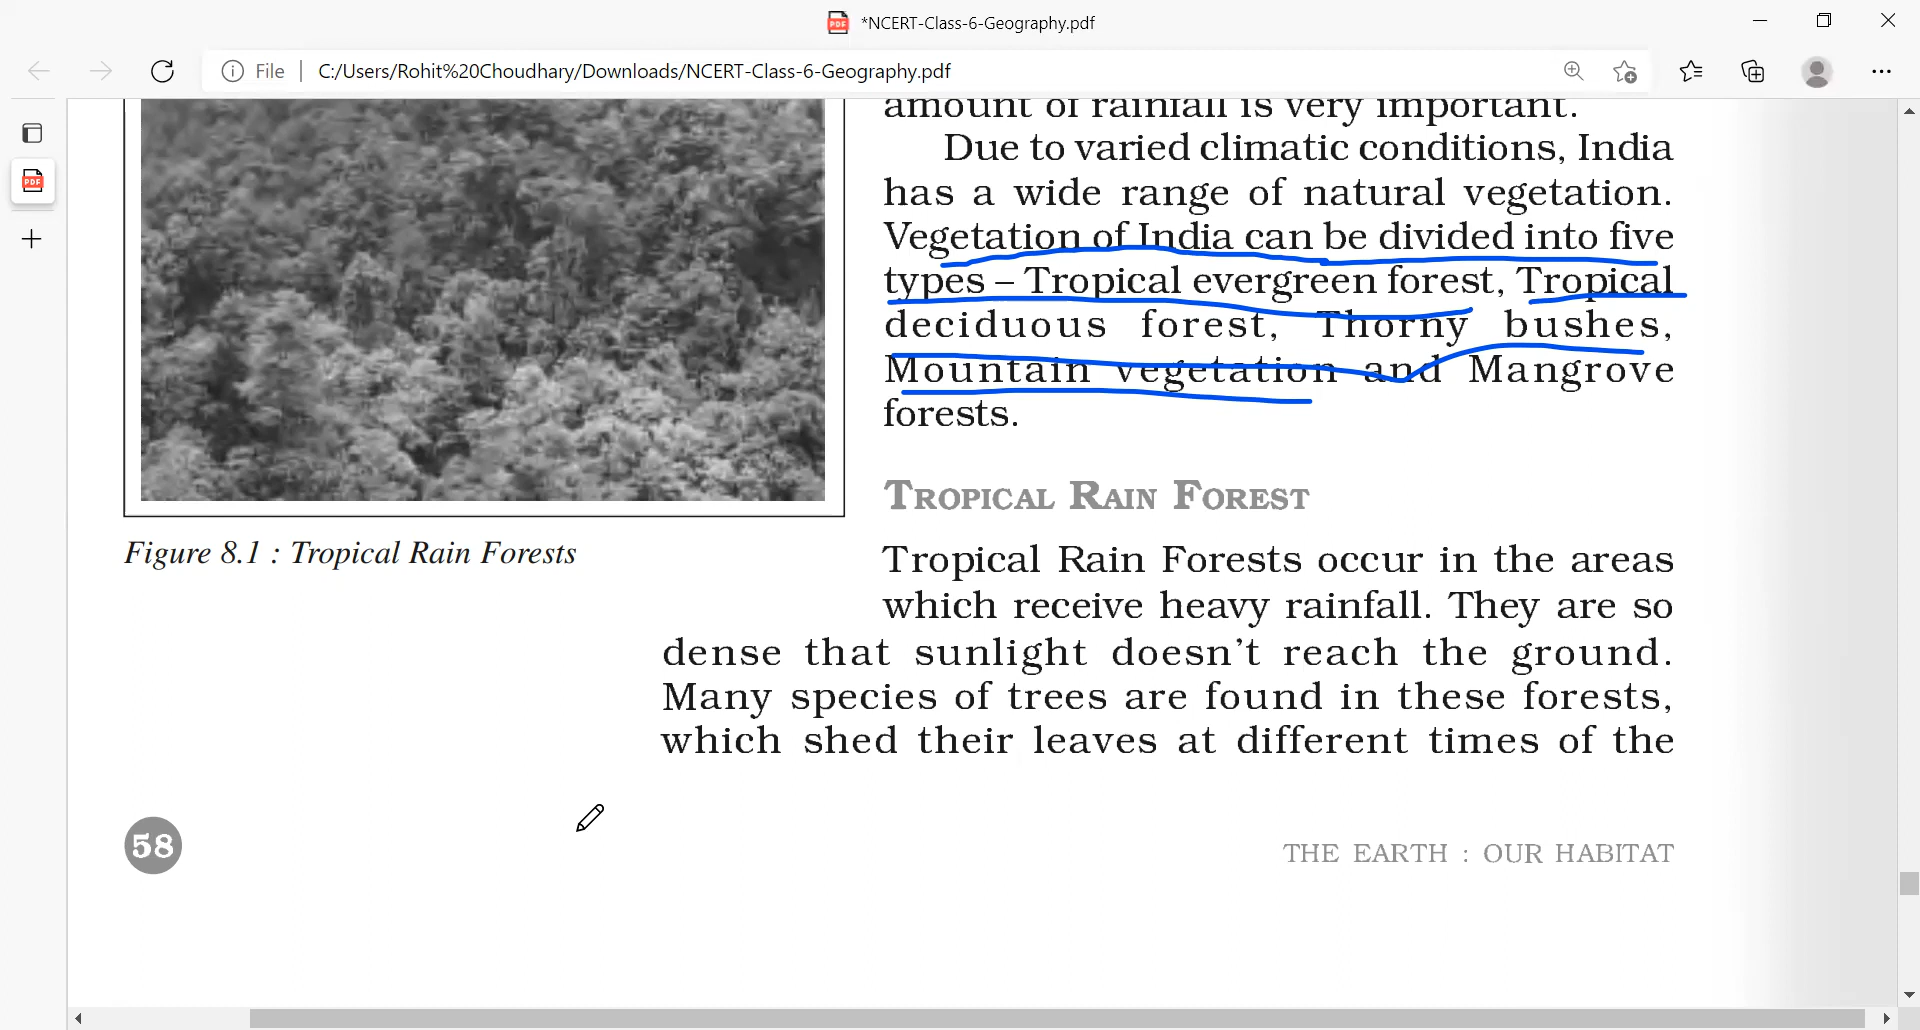 *NCERT-Class-6-Geography.pdf
File
C:/Users/Rohit%20Choudhary/Downloads/NCERT-Class-6-Geography.pdf
amount of rainfall is very important.
Due to varied climatic conditions, India
has a wide range of natural vegetation.
Vegetation of India can be divided into five
types – Tropical evergreen forest, Tropical
deciduous forest, Thorny bushes,
Mountain vegetation and Mangrove
forests.
Figure 8.1 : Tropical Rain Forests
TROPICAL RAIN FOREST
Tropical Rain Forests occur in the areas
which receive heavy rainfall. They are so
dense that sunlight doesn’t reach the ground.
Many species of trees are found in these forests,
which shed their leaves at different times of the
58
THE EARTH : OUR HABITAT